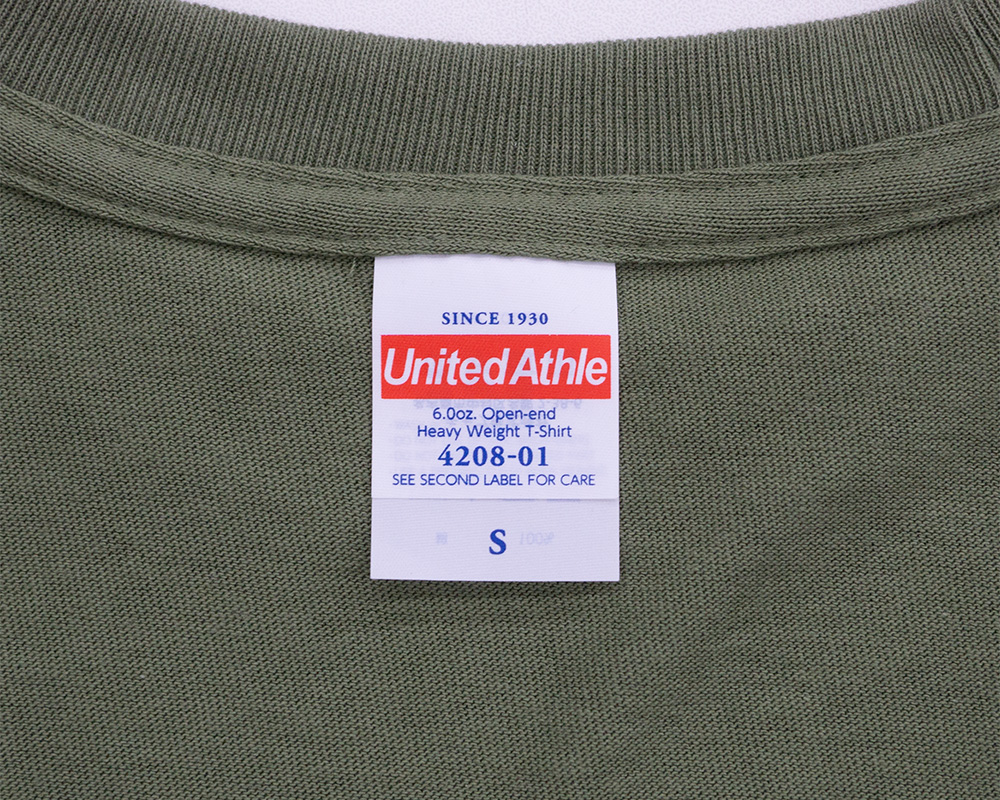 SINCE 1930
United Athle
6.0oz. Open-end
Heavy Weight T-Shirt
4208-01
SEE SECOND LABEL FOR CARE
S